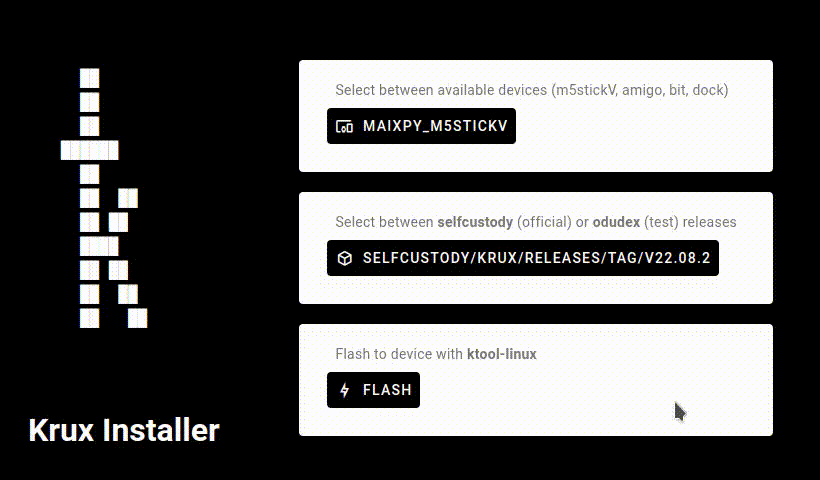 Select between available devices (m5stickV, amigo, bit, dock)
MAIXPY_M5STICKV
Select between selfcustody (official) or odudex (test) releases
SELFCUSTODY/KRUX/RELEASES/TAG/V22.08.2
Flash to device with ktool-linux
FLASH
Krux Installer